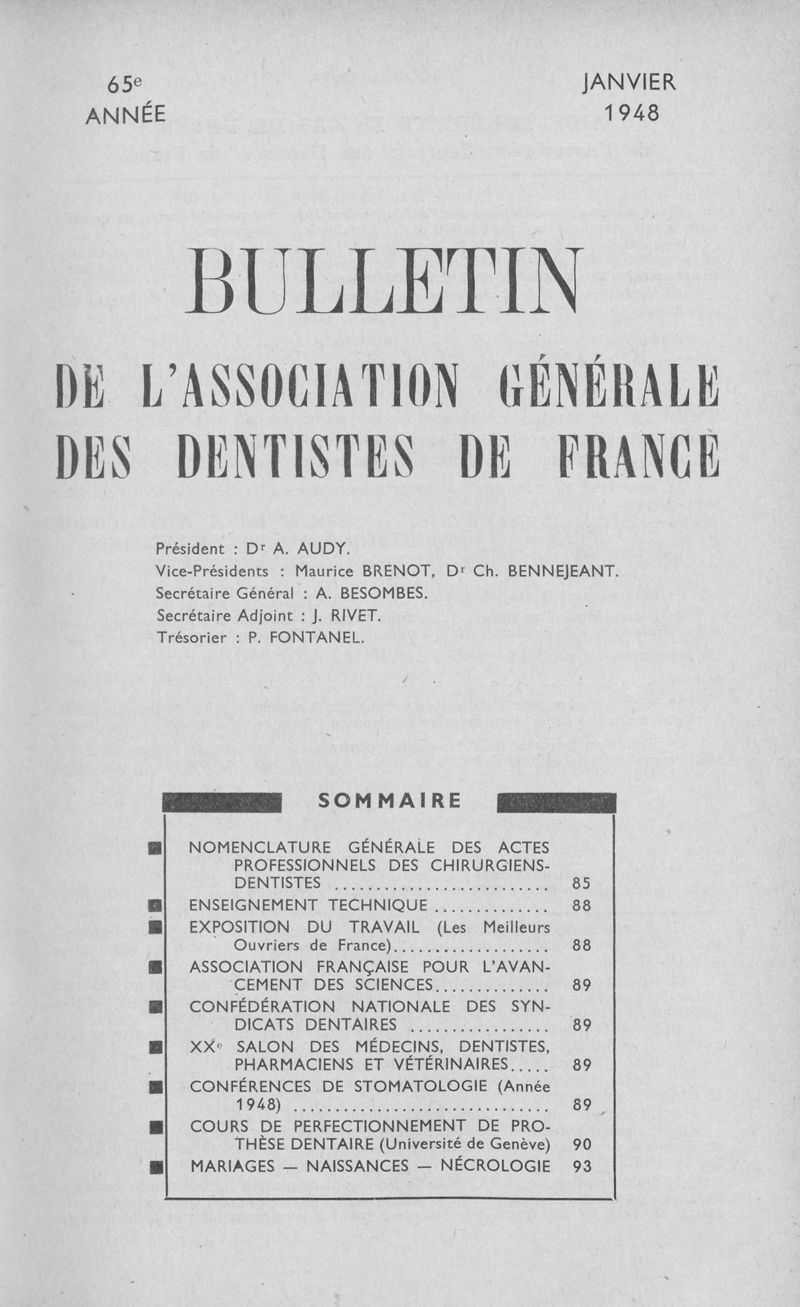 65e
ANNÉE
JANVIER
1948
BULLETIN
DE L'ASSOCIATION GÉNÉRALE
DES DENTISTES DE FRANCE
Président : Dr A. AUDY.
Vice-Présidents : Maurice BRENOT, Dr Ch. BENNEJEANT.
Secrétaire Général : A. BESOMBES.
Secrétaire Adjoint : J. RIVET.
Trésorier : P. FONTANEL.
SOMMAIRE
NOMENCLATURE GÉNÉRALE DES ACTES
PROFESSIONNELS DES CHIRURGIENS-
DENTISTES .......................... 85
ENSEIGNEMENT TECHNIQUE .............. 88
EXPOSITION DU TRAVAIL (Les Meilleurs
Ouvriers de France)................... 88
ASSOCIATION FRANÇAISE POUR L'AVAN-
CEMENT DES SCIENCES.............. 89
CONFÉDÉRATION NATIONALE DES SYN-
DICATS DENTAIRES ................. 89
XXe SALON DES MÉDECINS, DENTISTES,
PHARMACIENS ET VÉTÉRINAIRES..... 89
CONFÉRENCES DE STOMATOLOGIE (Année
1948) ............................... 89
COURS DE PERFECTIONNEMENT DE PRO-
THÈSE DENTAIRE (Université de Genève) 90
MARIAGES — NAISSANCES — NÉCROLOGIE 93